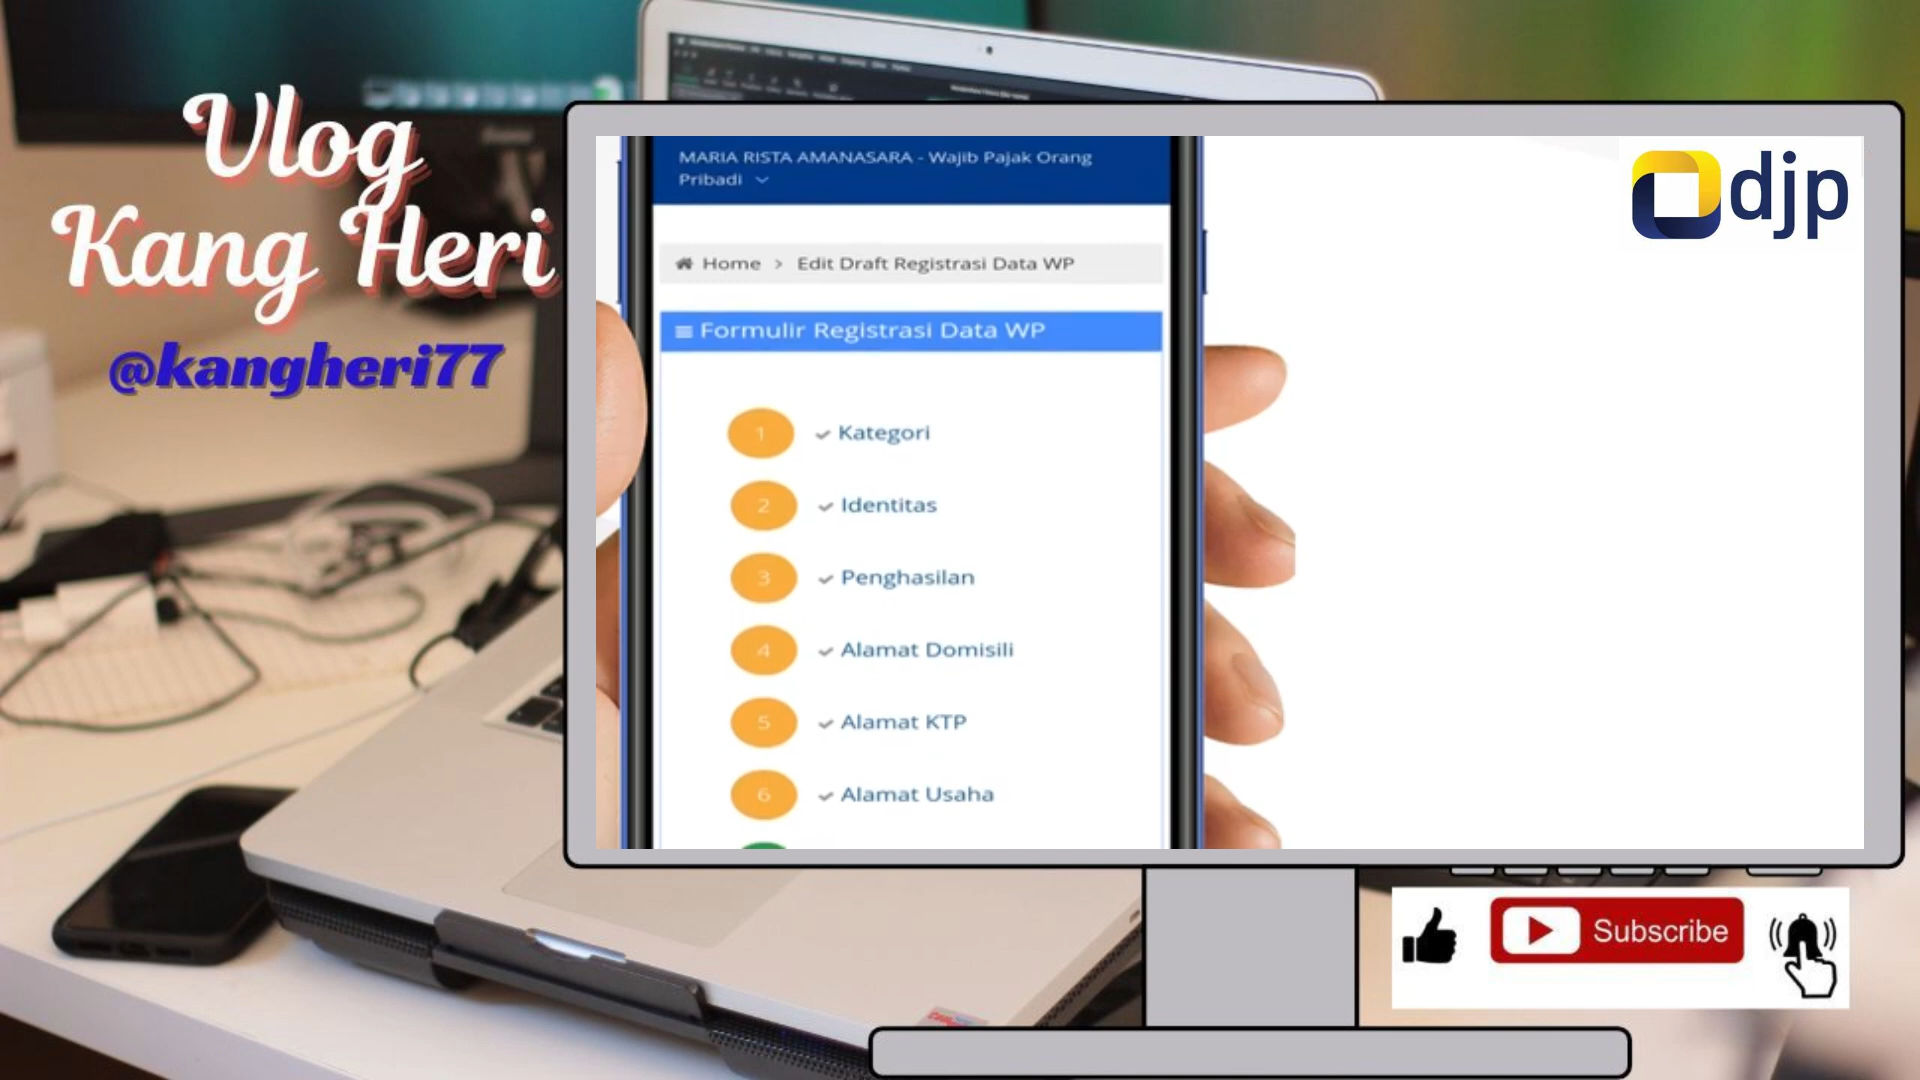 Vlog
Kang Heri
@kangheri77
MARIA RISTA AMANASARA - Wajib Pajak Orang
Pribadi
Home > Edit Draft Registrasi Data WP
Formulir Registrasi Data WP
1 Kategori
2 Identitas
3 Penghasilan
4 Alamat Domisili
5 Alamat KTP
6 Alamat Usaha
djp
Subscribe